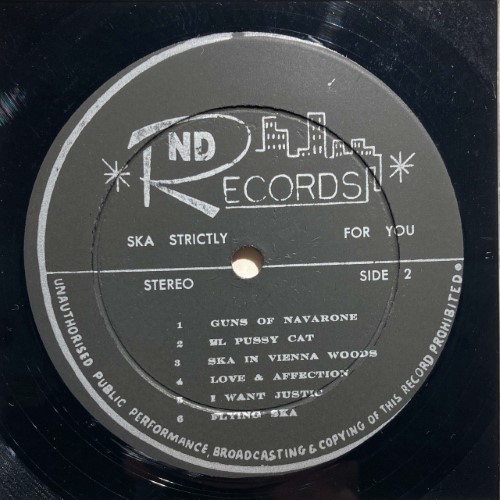 RND RECORDS
SKA STRICTLY FOR YOU
STEREO SIDE 2
1 GUNS OF NAVARONE
2 EL PUSSY CAT
3 SKA IN VIENNA WOODS
4 LOVE & AFFECTION
5 I WANT JUSTIC
6 FLYING SKA
UNAUTHORISED PUBLIC PERFORMANCE, BROADCASTING & COPYING OF THIS RECORD PROHIBITED.